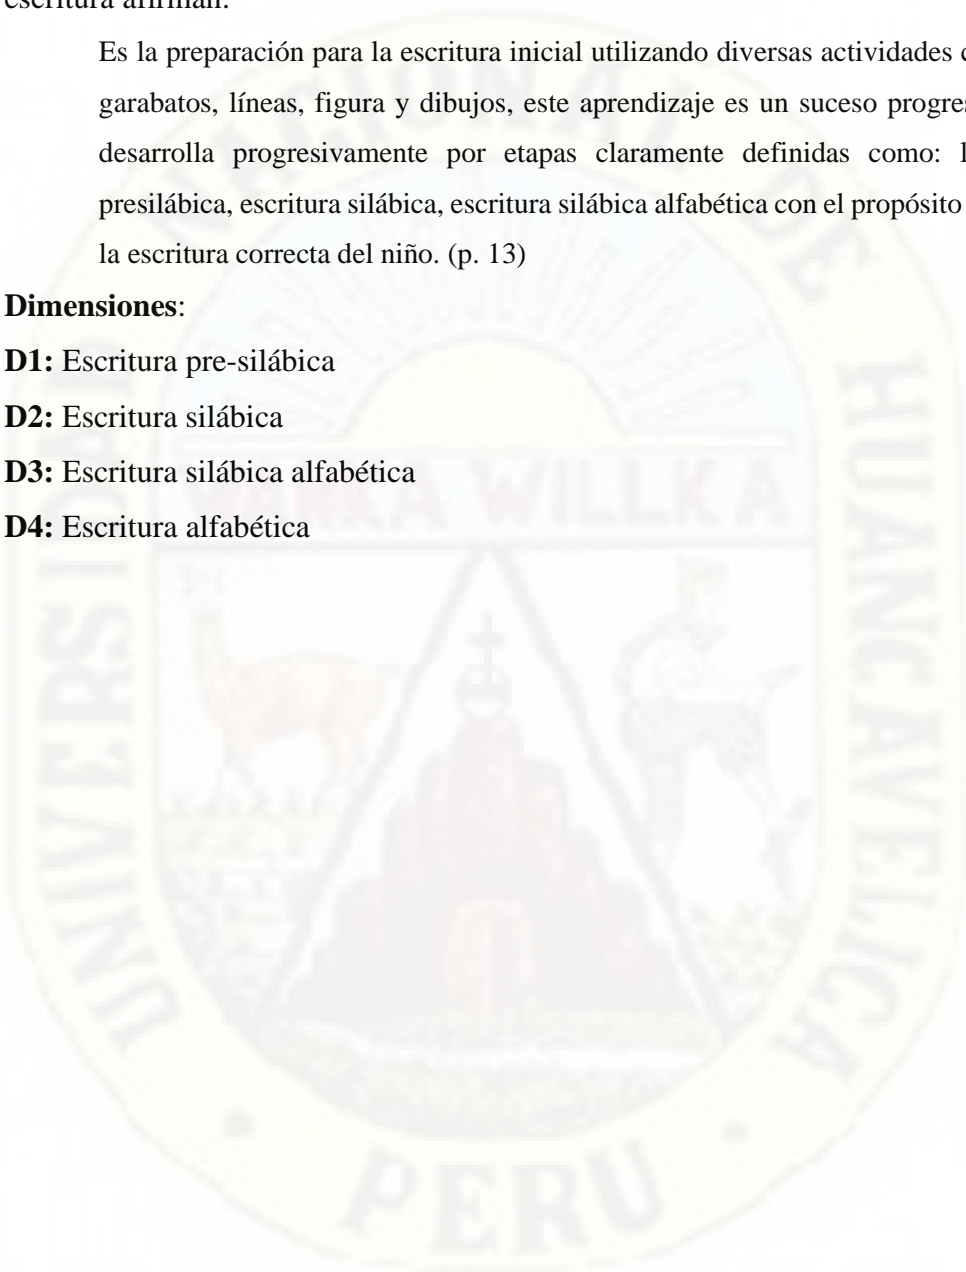 escritura afirman:
Es la preparación para la escritura inicial utilizando diversas actividades
garabatos, líneas, figura y dibujos, este aprendizaje es un suceso
desarrolla progresivamente por etapas claramente definidas como:
presilábica, escritura silábica, escritura silábica alfabética con el propósito
la escritura correcta del niño. (p. 13)
Dimensiones:
D1: Escritura pre-silábica
D2: Escritura silábica
D3: Escritura silábica alfabética
D4: Escritura alfabética
UNIVERSIDAD NACIONAL DE HUANCAVELICA
WILLKA
PERU